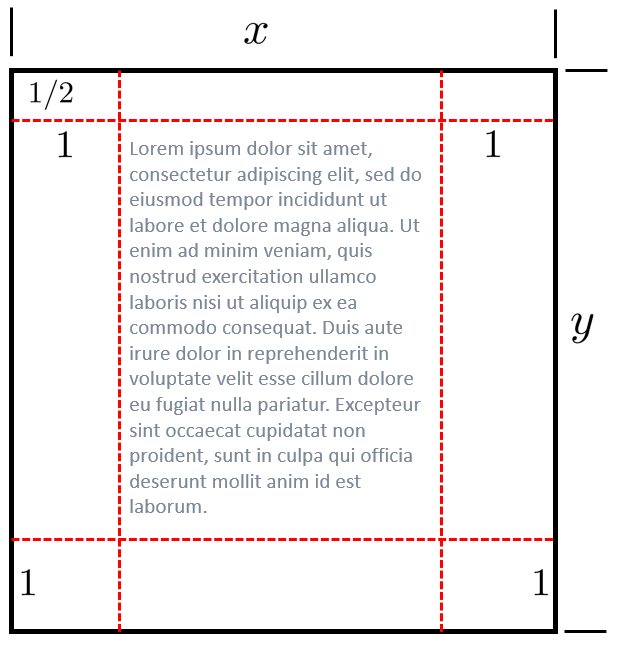 x
1/2
1
1
Lorem ipsum dolor sit amet,
consectetur adipiscing elit, sed do
eiusmod tempor incididunt ut
labore et dolore magna aliqua. Ut
enim ad minim veniam, quis
nostrud exercitation ullamco
laboris nisi ut aliquip ex ea
commodo consequat. Duis aute
irure dolor in reprehenderit in
voluptate velit esse cillum dolore
eu fugiat nulla pariatur. Excepteur
sint occaecat cupidatat non
proident, sunt in culpa qui officia
deserunt mollit anim id est
laborum.
y
1
1